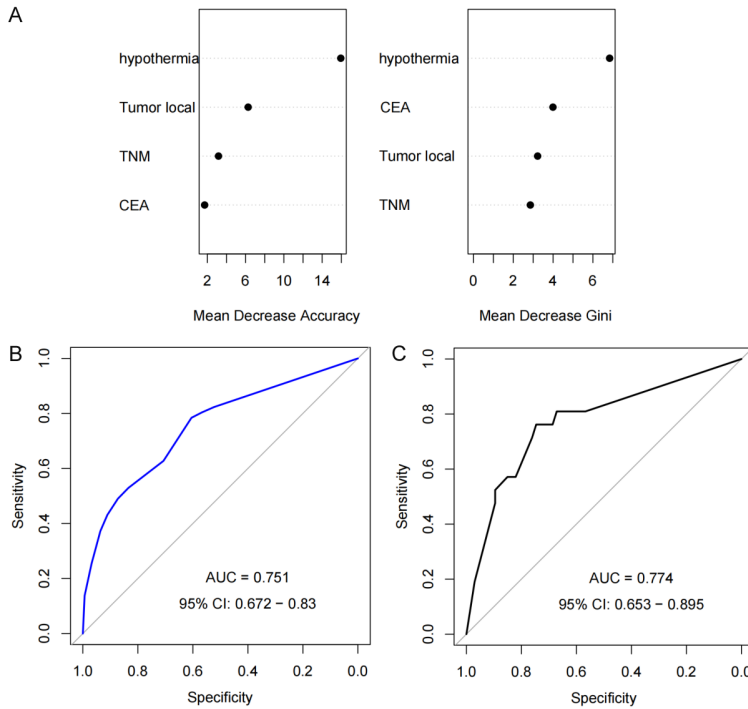 A
hypothermia
Tumor local
TNM
CEA
2
6
10
14
Mean Decrease Accuracy
hypothermia
CEA
Tumor local
TNM
0
2
4
6
Mean Decrease Gini
B
1.0
0.8
0.6
0.4
0.2
0.0
Sensitivity
AUC = 0.751
95% CI: 0.672 − 0.83
1.0
0.8
0.6
0.4
0.2
0.0
Specificity
C
1.0
0.8
0.6
0.4
0.2
0.0
Sensitivity
AUC = 0.774
95% CI: 0.653 − 0.895
1.0
0.8
0.6
0.4
0.2
0.0
Specificity